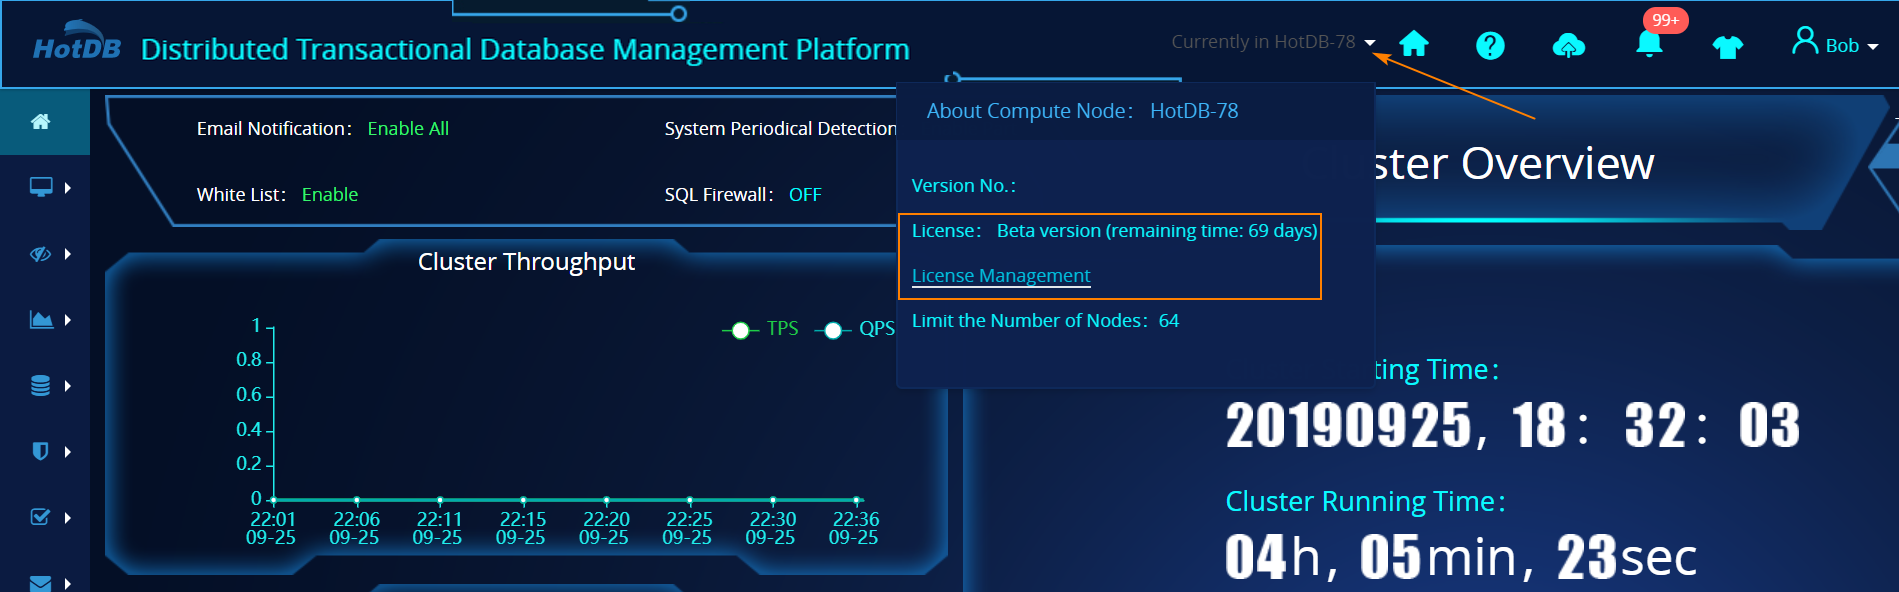 HotDB
Distributed Transactional Database Management Platform
Currently in HotDB-78
99+
Bob
Email Notification: Enable All
System Periodical Detection
White List: Enable
SQL Firewall: OFF
About Compute Node: HotDB-78
Version No.:
License: Beta version (remaining time: 69 days)
License Management
Limit the Number of Nodes: 64
ster Overview
Cluster Throughput
TPS
QPS
1
0.8
0.6
0.4
0.2
0
22:01 22:06 22:11 22:15 22:20 22:25 22:30 22:36
09-25 09-25 09-25 09-25 09-25 09-25 09-25 09-25
ting Time:
20190925, 18: 32: 03
Cluster Running Time:
04h, 05min, 23sec